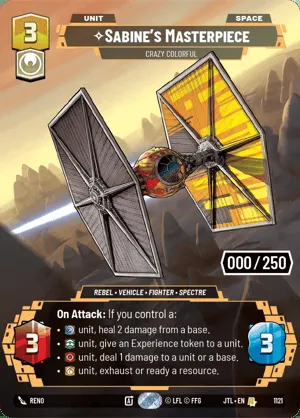 UNIT
SPACE
3
✧SABINE'S MASTERPIECE
CRAZY COLORFUL
000/250
REBEL • VEHICLE • FIGHTER • SPECTRE
3
3
On Attack: If you control a:
• unit, heal 2 damage from a base.
• unit, give an Experience token to a unit.
• unit, deal 1 damage to a unit or a base.
• unit, exhaust or ready a resource.
RENO
© LFL © FFG
JTL • EN
1121